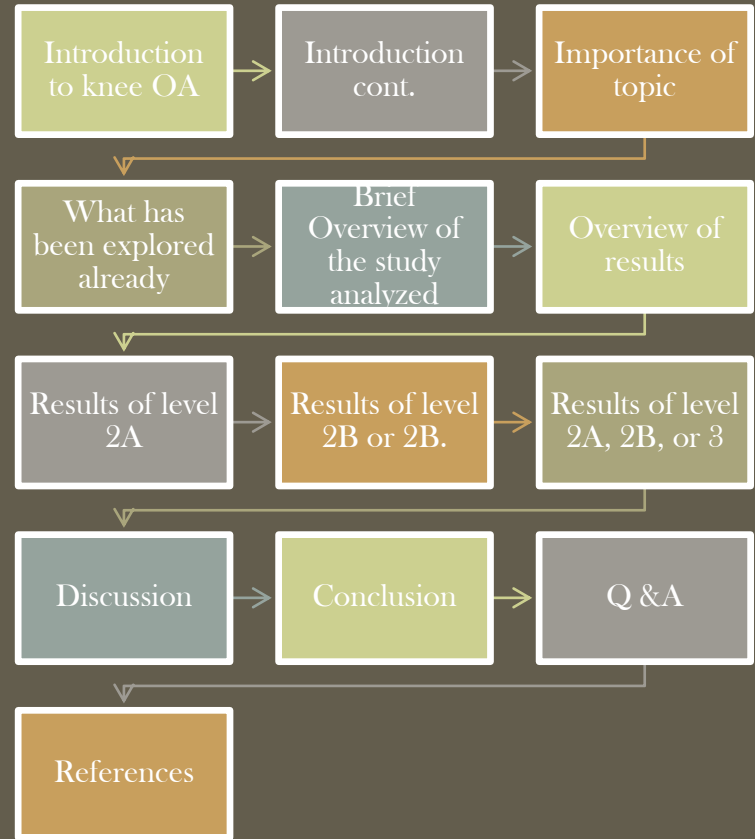 Introduction
to knee OA
Introduction
cont.
Importance of
topic
What has
been explored
already
Brief
Overview of
the study
analyzed
Overview of
results
Results of level
2A
Results of level
2B or 2B.
Results of level
2A, 2B, or 3
Discussion
Conclusion
Q &A
References